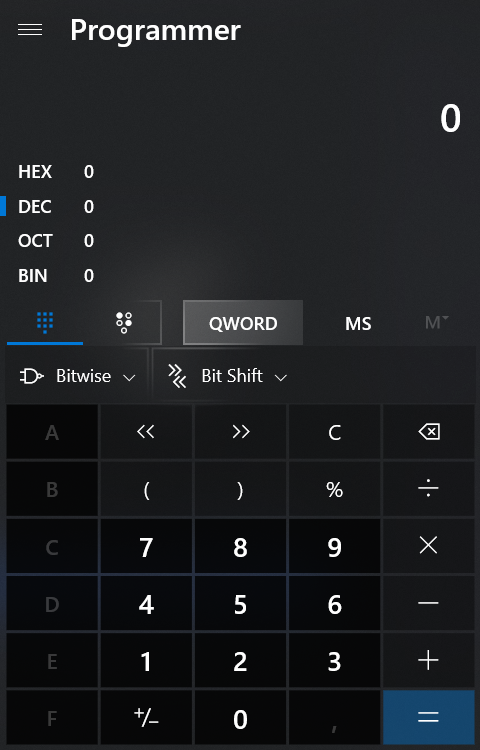 Programmer
0
HEX 0
DEC 0
OCT 0
BIN 0
QWORD MS M
Bitwise Bit Shift
A << >> C
B ( ) % ÷
C 7 8 9 ×
D 4 5 6 −
E 1 2 3 +
F +/− 0 , =